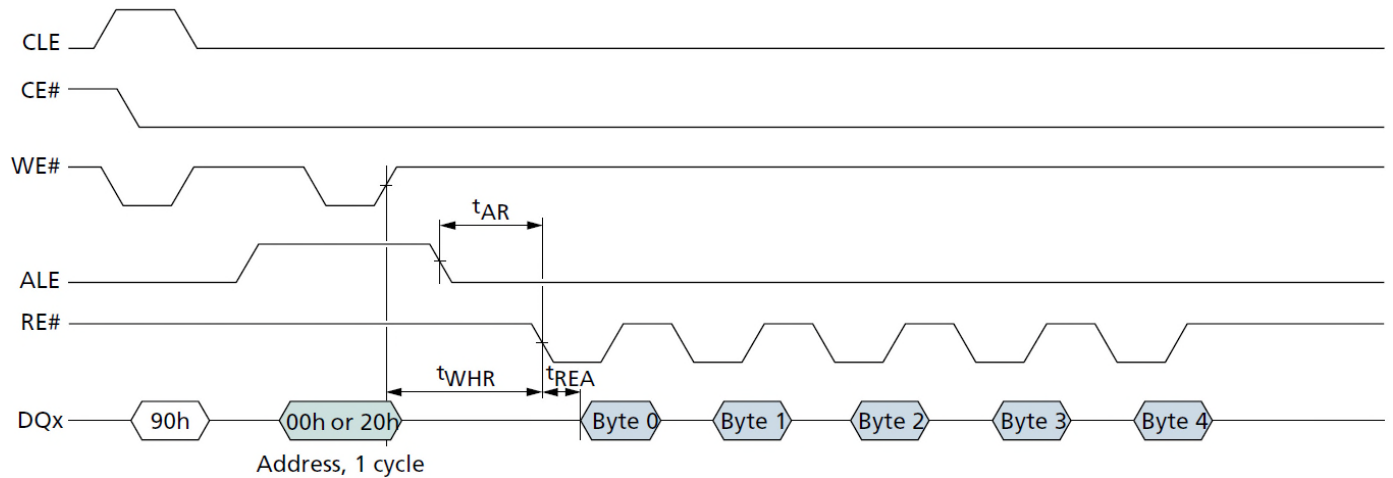 CLE
CE#
WE#
tAR
ALE
RE#
tWHR tREA
DQx 90h 00h or 20h Byte 0 Byte 1 Byte 2 Byte 3 Byte 4
Address, 1 cycle